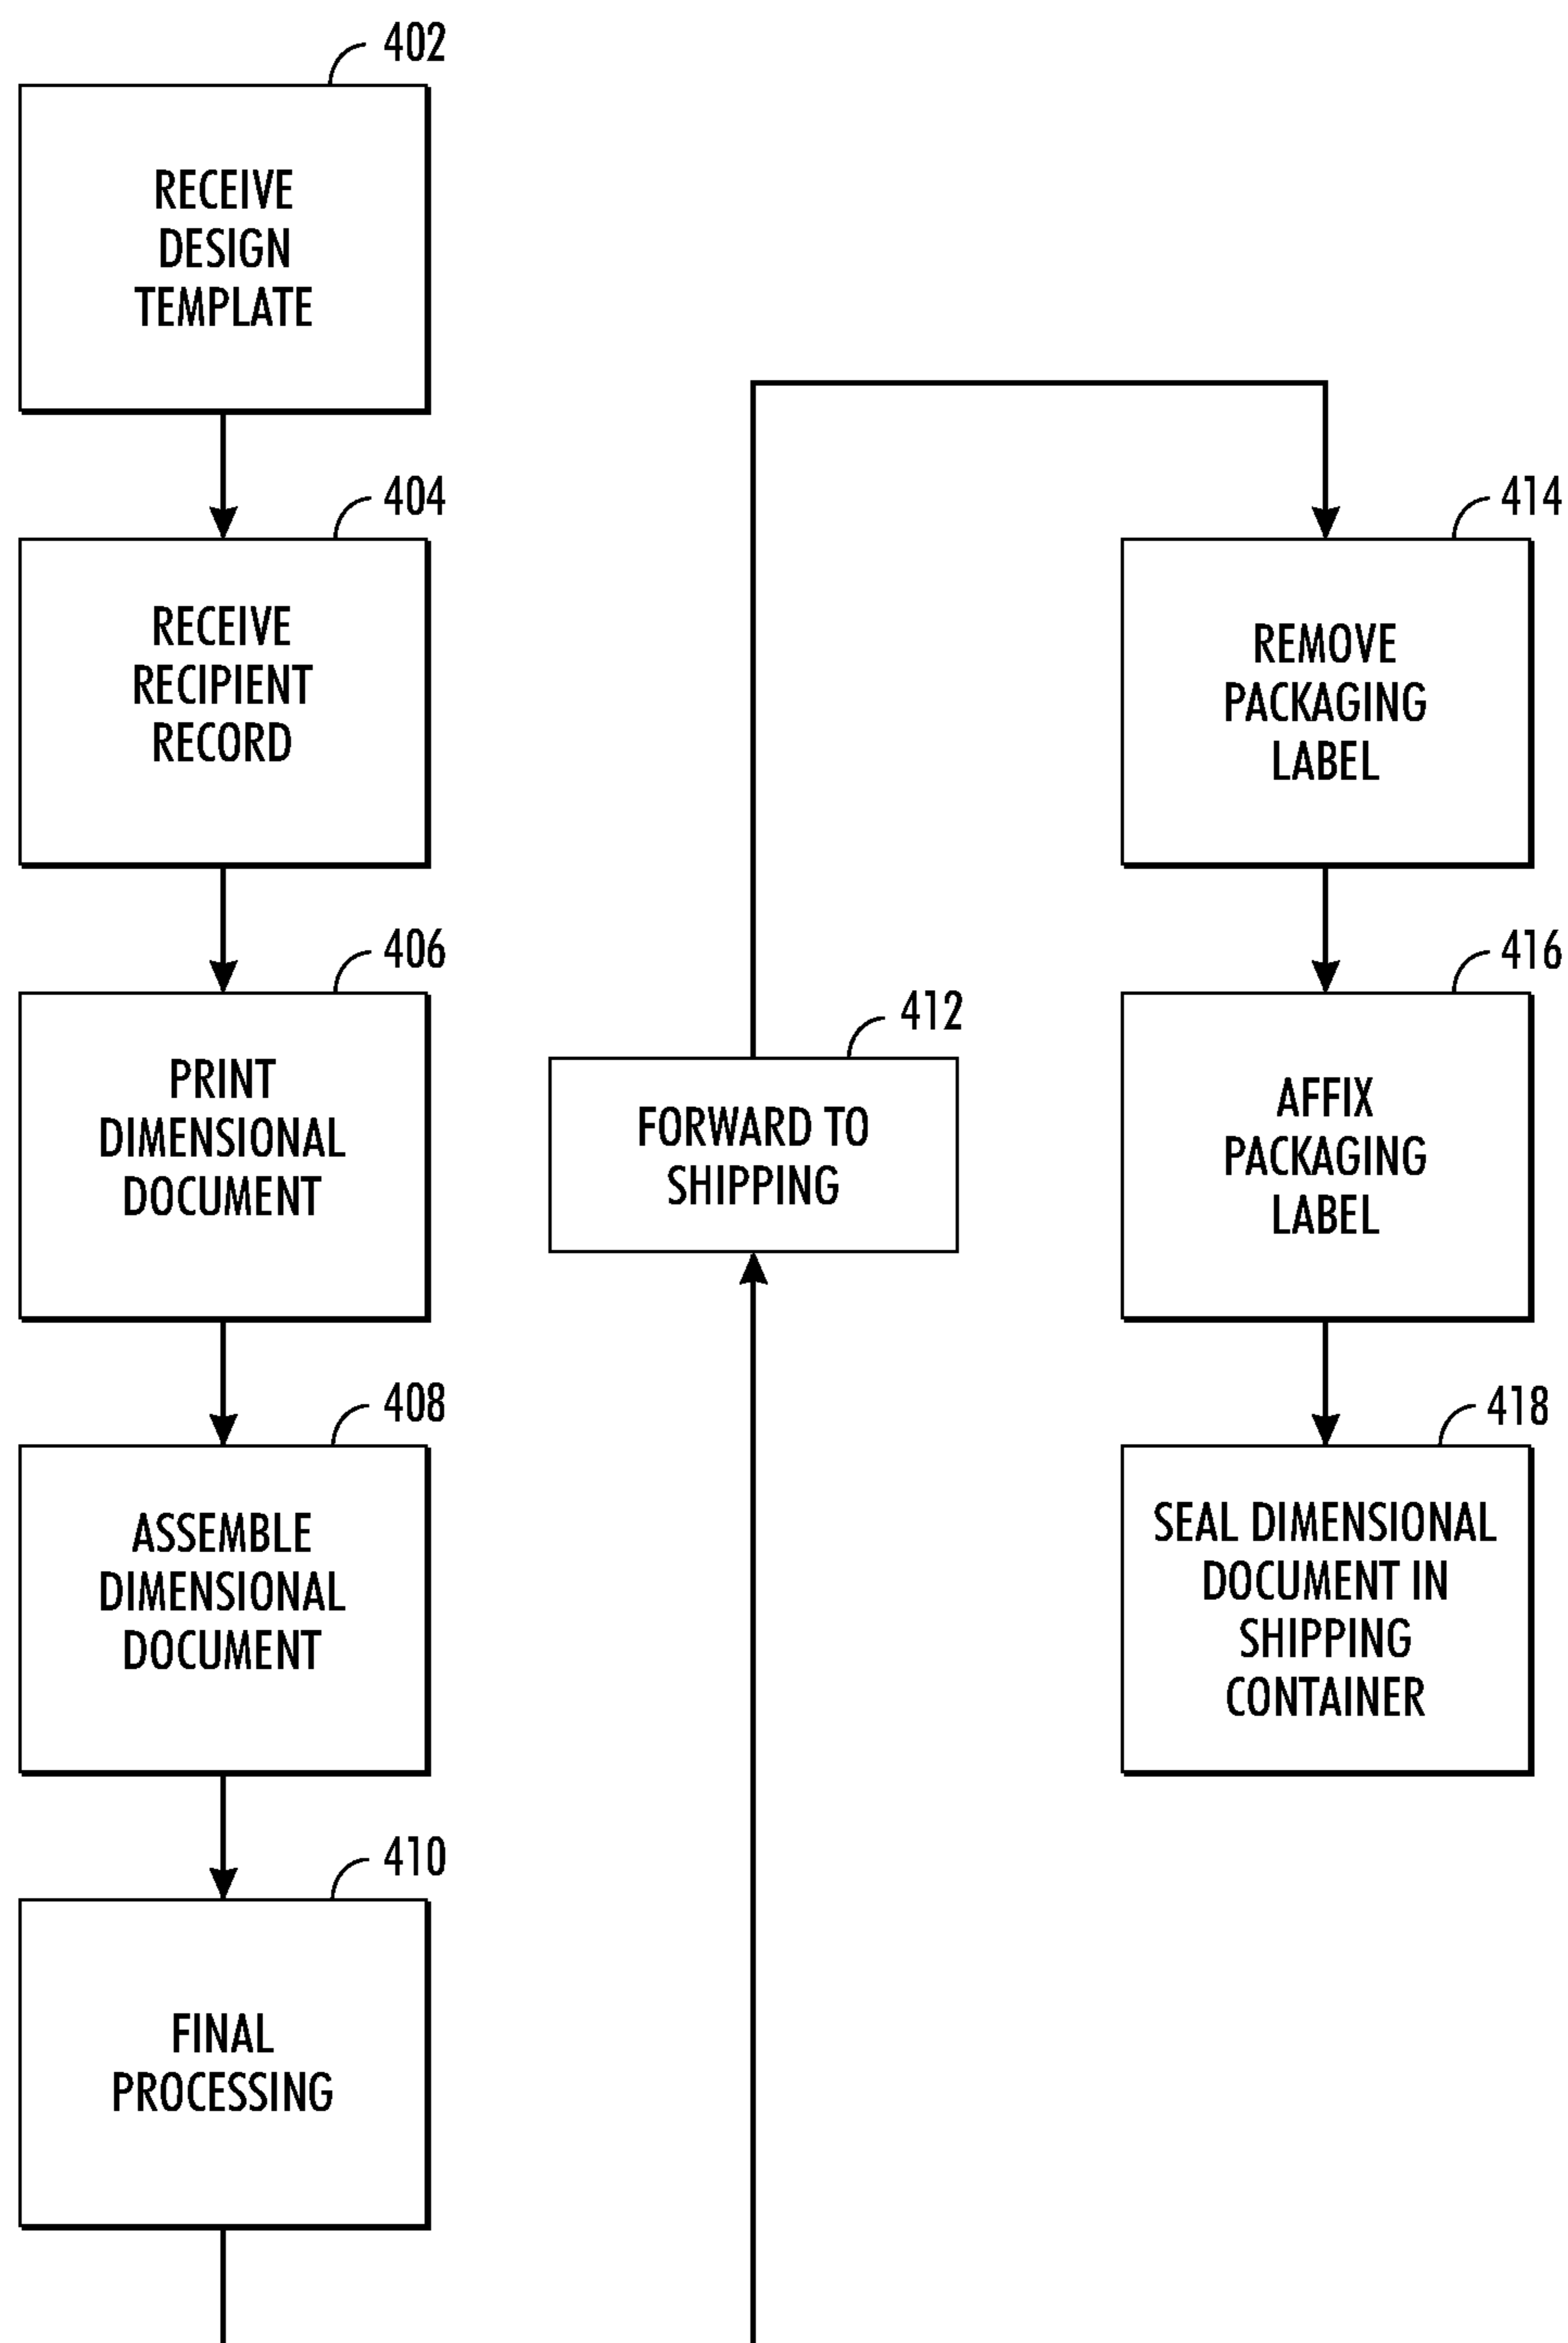 402
RECEIVE
DESIGN
TEMPLATE
404
RECEIVE
RECIPIENT
RECORD
406
PRINT
DIMENSIONAL
DOCUMENT
408
ASSEMBLE
DIMENSIONAL
DOCUMENT
410
FINAL
PROCESSING
412
FORWARD TO
SHIPPING
414
REMOVE
PACKAGING
LABEL
416
AFFIX
PACKAGING
LABEL
418
SEAL DIMENSIONAL
DOCUMENT IN
SHIPPING
CONTAINER